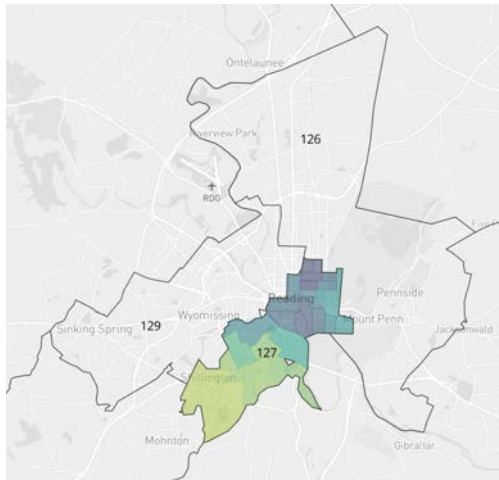 Ontelaunee
Riverview Park
126
RDG
Pennside
Reading
Wyomissing
Mount Penn
129
Sinking Spring
Jacksonwald
127
Shillington
Mohnton
Gibraltar